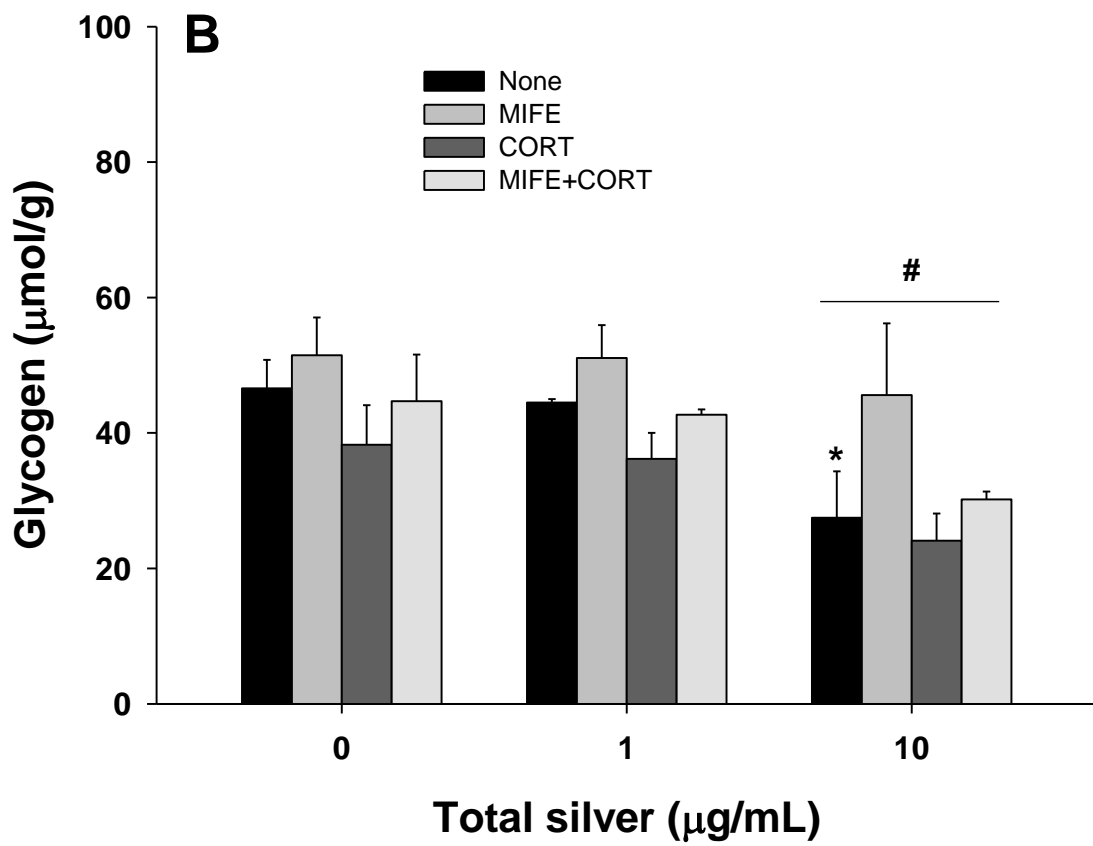 B
None
MIFE
CORT
MIFE+CORT
Glycogen (μmol/g)
100
80
60
40
20
0
#
*
0 1 10
Total silver (μg/mL)